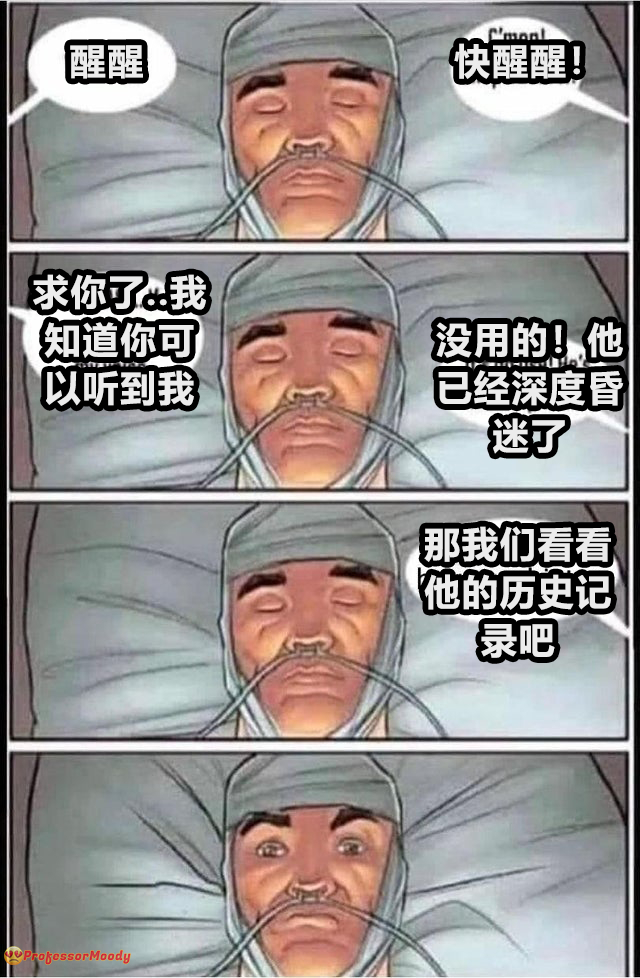 醒醒
快醒醒！
求你了..我
知道你可
以听到我
没用的！他
已经深度昏
迷了
那我们看看
他的历史记
录吧
ProfessorMoody